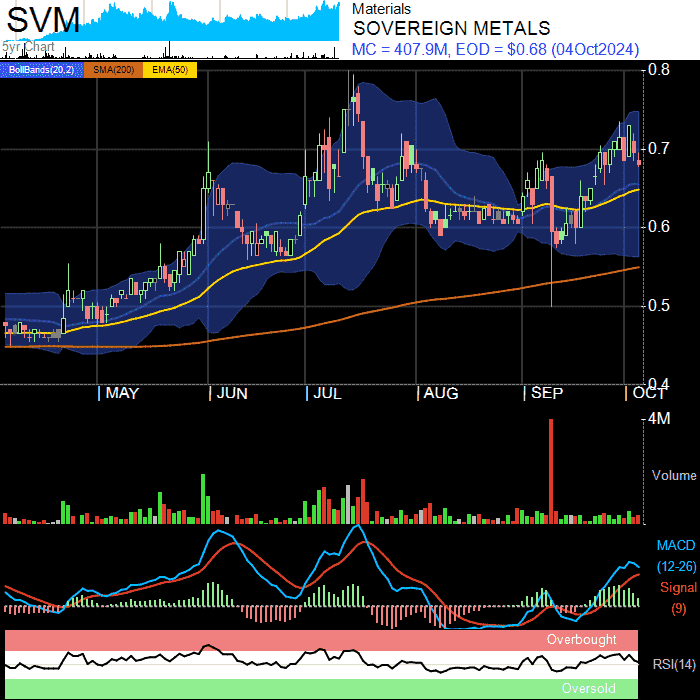 SVM
5yr Chart
Materials
SOVEREIGN METALS
MC = 407.9M, EOD = $0.68 (04Oct2024)
BollBands(20,2) SMA(200) EMA(50)
0.8
0.7
0.6
0.5
0.4
MAY JUN JUL AUG SEP OCT
4M
Volume
MACD
(12-26)
Signal
(9)
Overbought
RSI(14)
Oversold